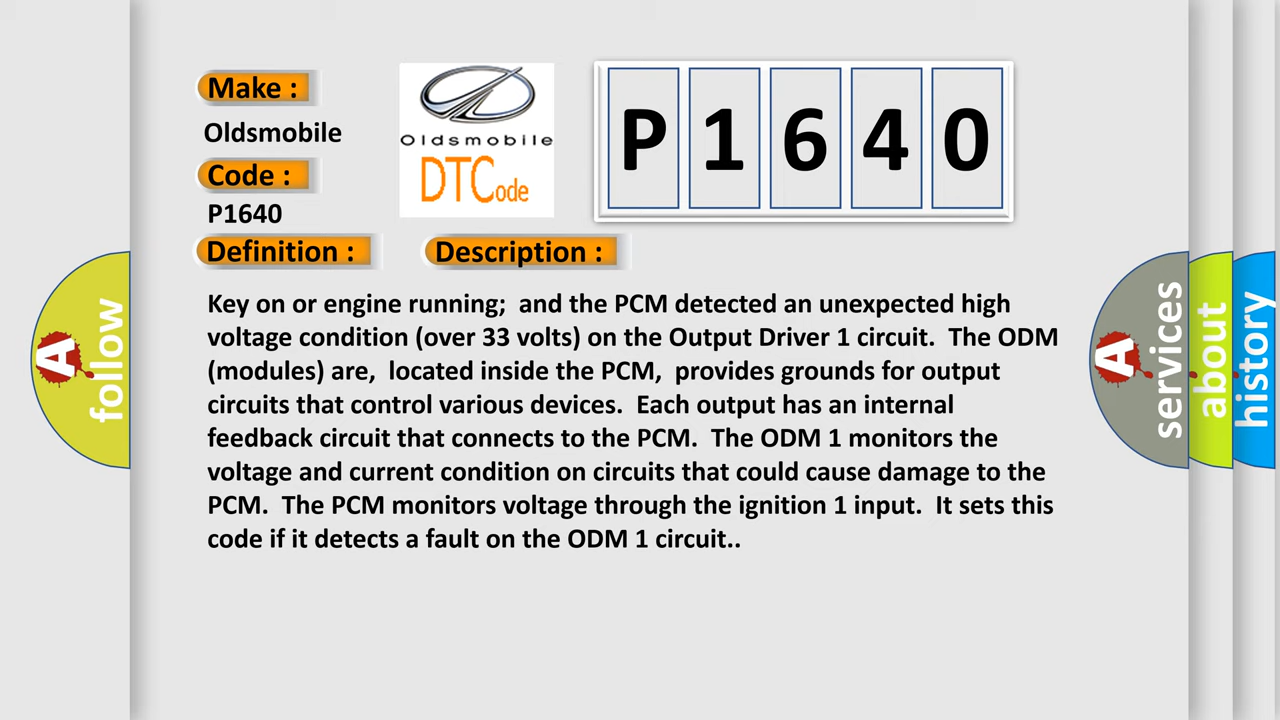 Make :
Oldsmobile
Code :
P1640
Oldsmobile
DTCode
P1640
Definition :
Description :
Key on or engine running;  and the PCM detected an unexpected high
voltage condition (over 33 volts) on the Output Driver 1 circuit.  The ODM
(modules) are,  located inside the PCM,  provides grounds for output
circuits that control various devices.  Each output has an internal
feedback circuit that connects to the PCM.  The ODM 1 monitors the
voltage and current condition on circuits that could cause damage to the
PCM.  The PCM monitors voltage through the ignition 1 input.  It sets this
code if it detects a fault on the ODM 1 circuit..
A follow
A services
about
history